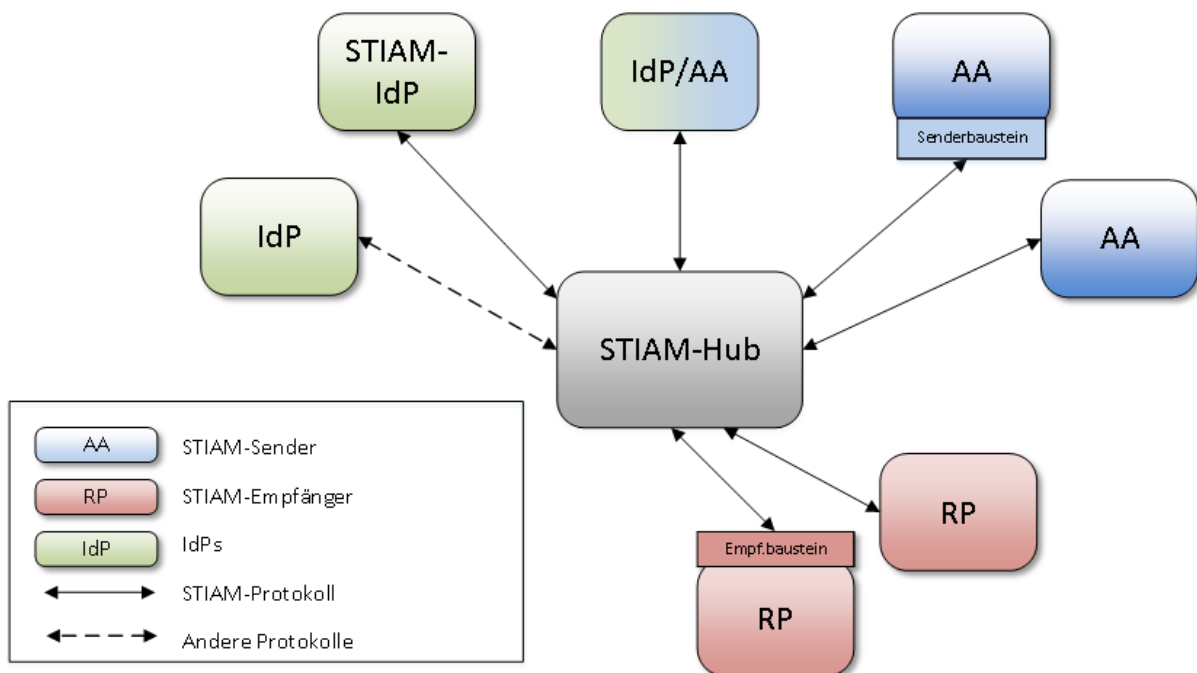 STIAM-
IdP
IdP/AA
AA
Senderbaustein
IdP
AA
STIAM-Hub
AA
STIAM-Sender
RP
STIAM-Empfänger
IdP
IdPs
STIAM-Protokoll
Andere Protokolle
RP
Empf.baustein
RP